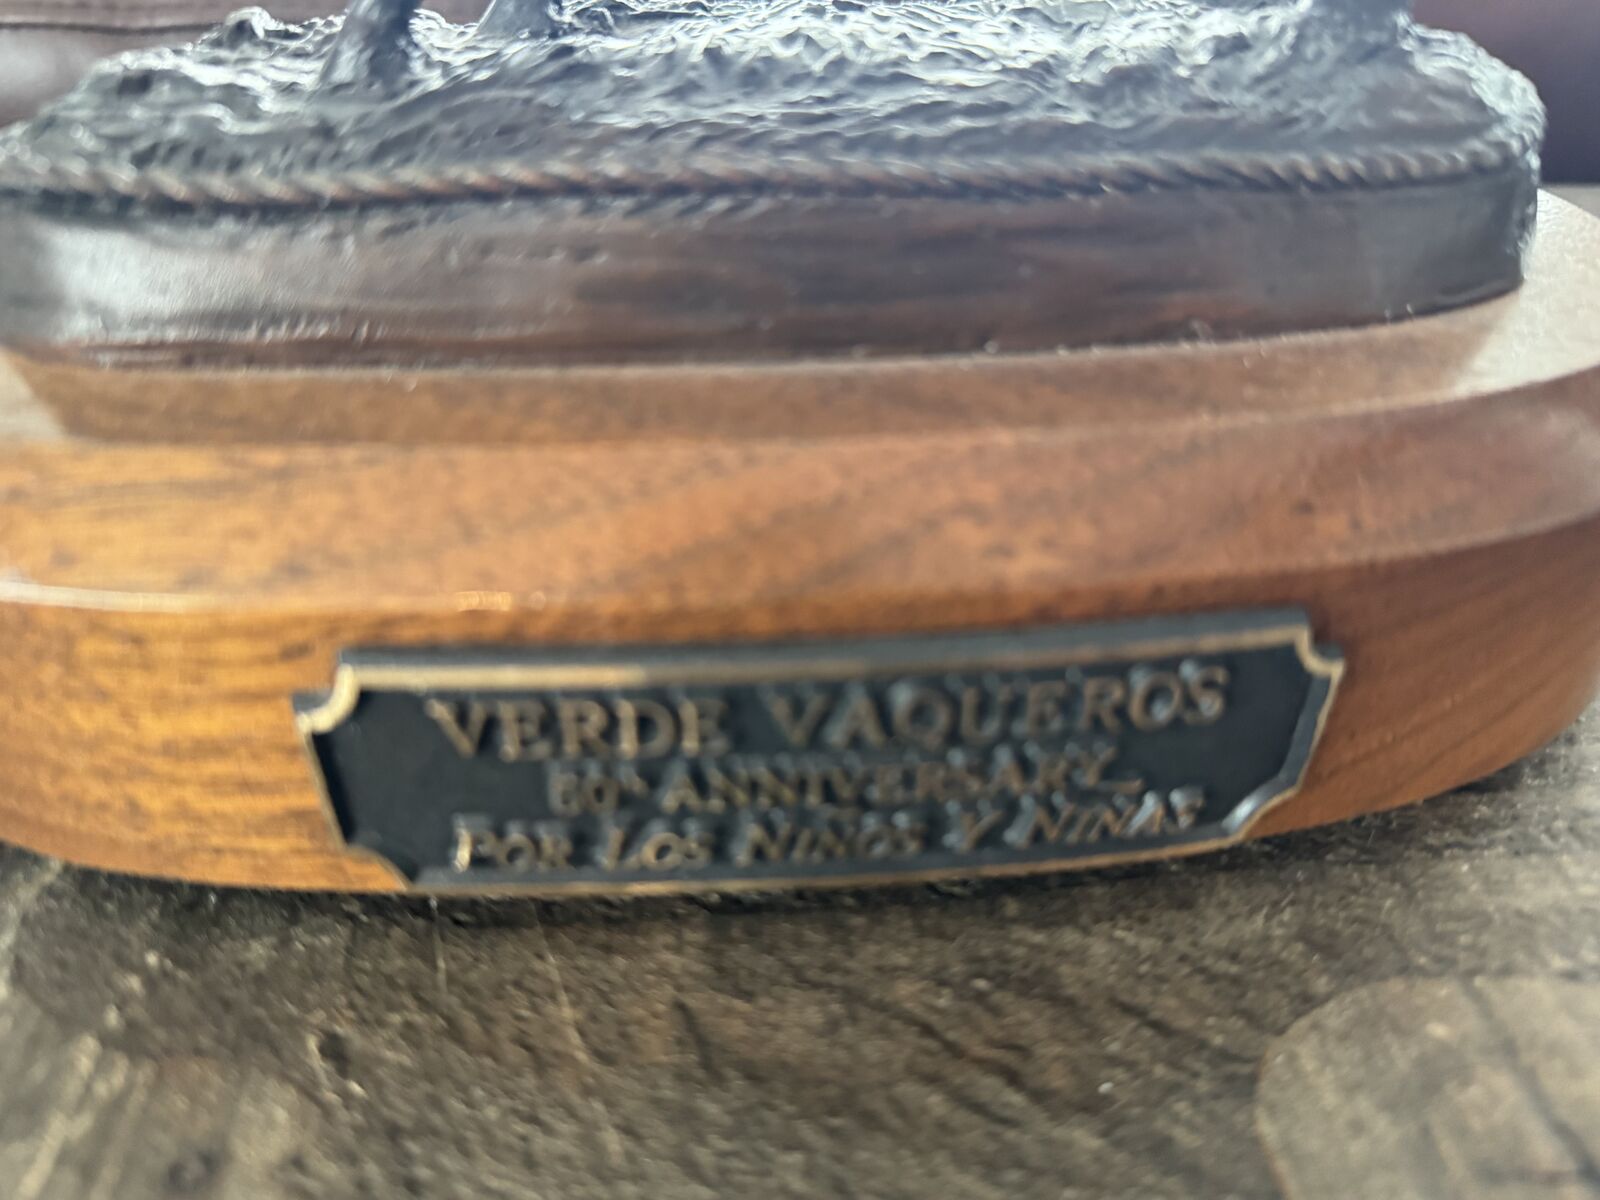 VERDE VAQUEROS
50th ANNIVERSARY
POR LOS NINOS Y NINAS